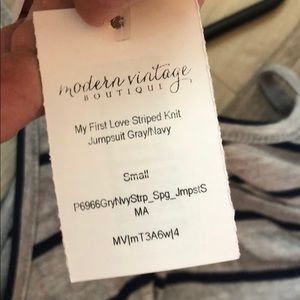 modern vintage
BOUTIQUE
My First Love Striped Knit
Jumpsuit Gray/Navy
Small
P6966GryNvyStrp_Spg_JmpstS
MA
MV|mT3A6w|4